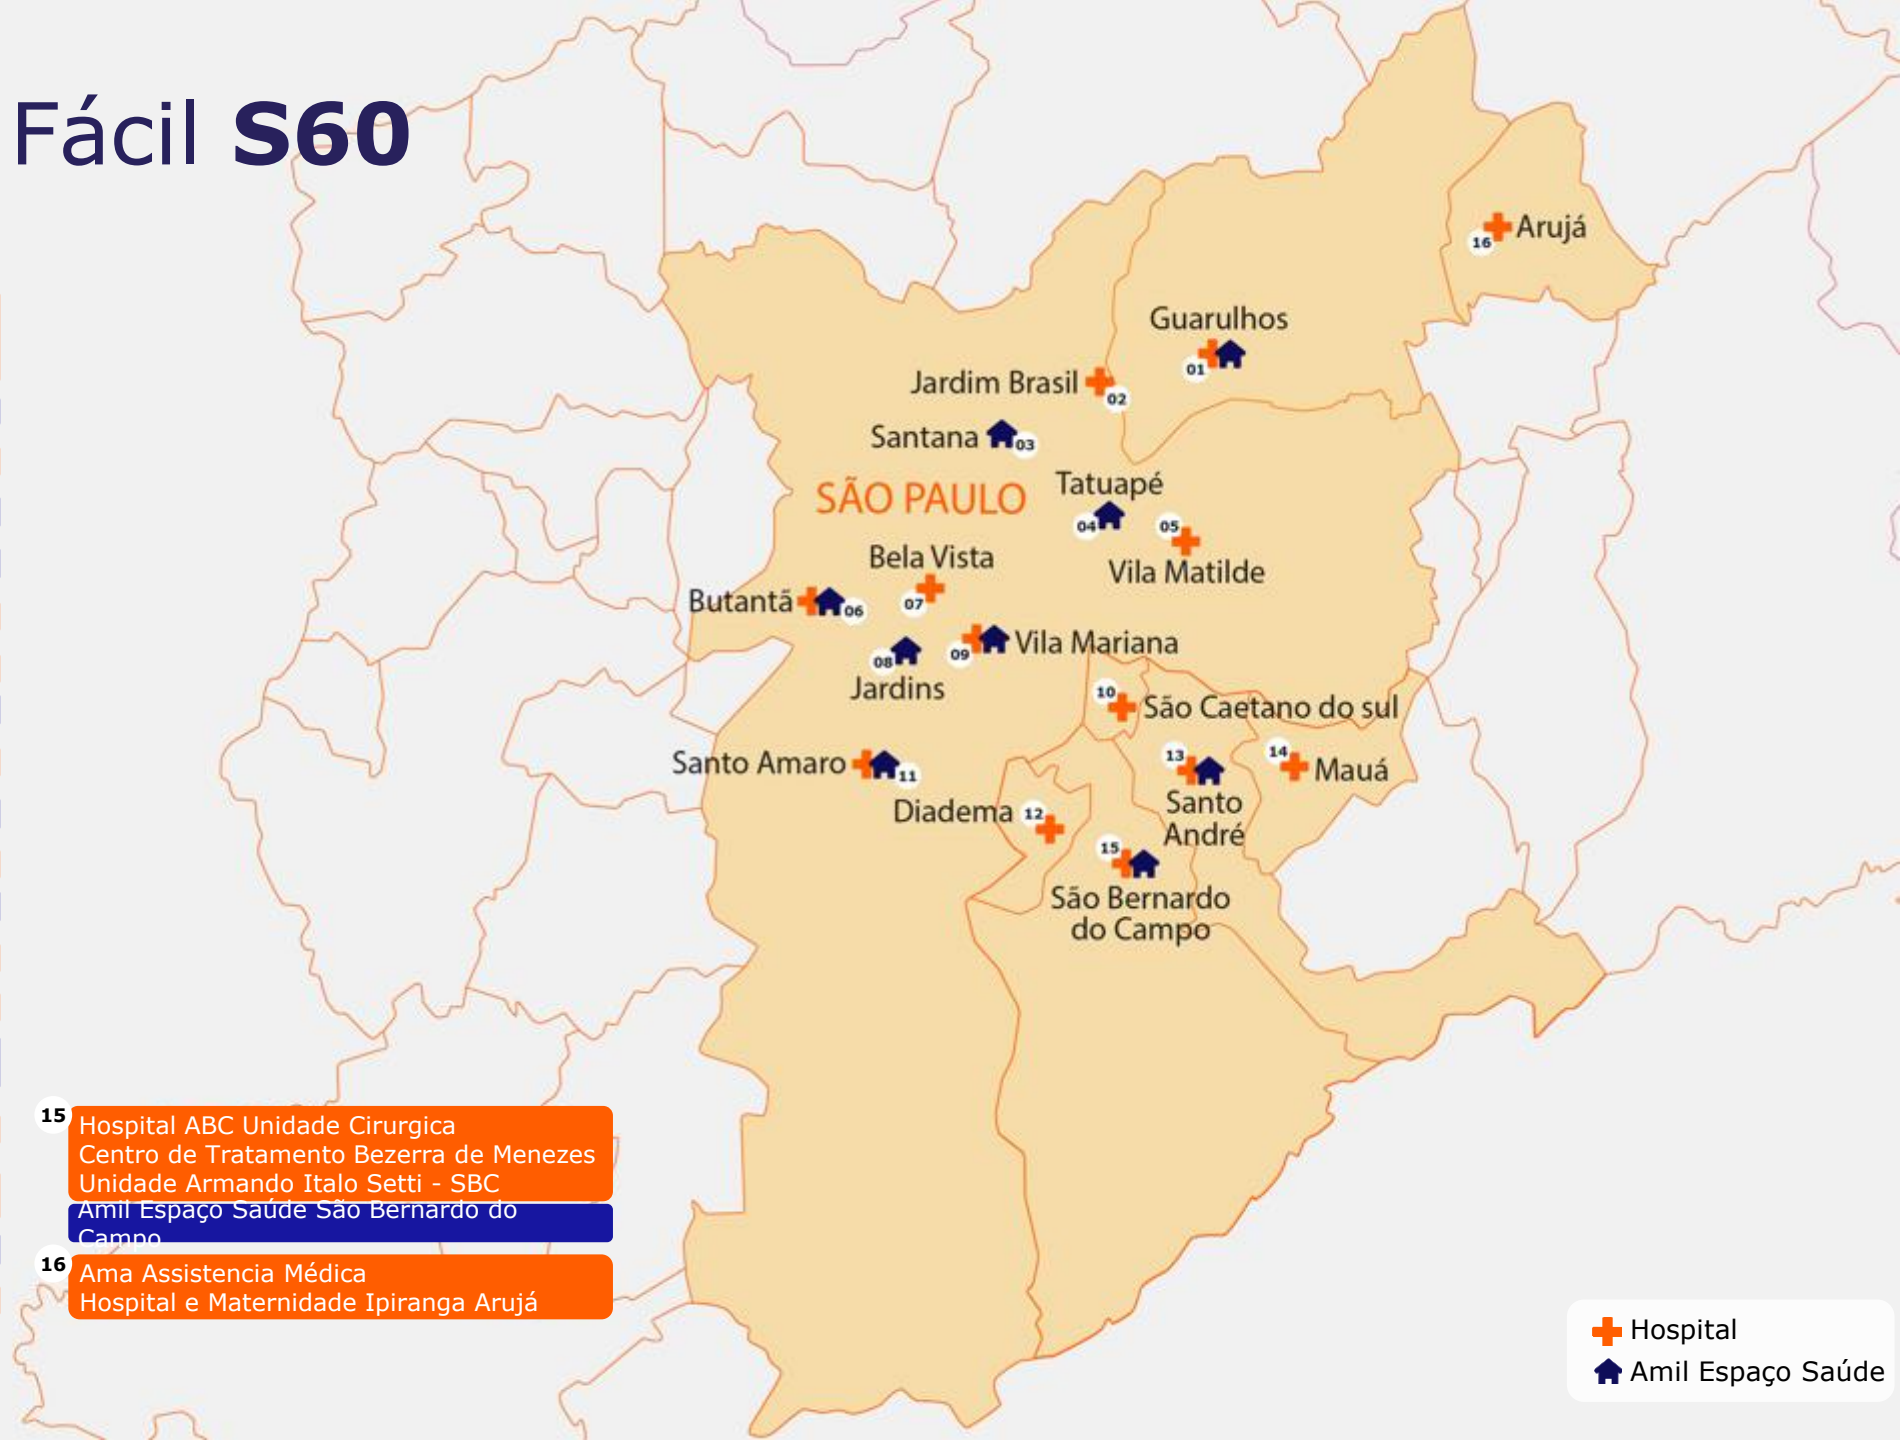 Fácil S60
16 Arujá
Guarulhos
01
Jardim Brasil
02
Santana
03
SÃO PAULO
Tatuapé
04
05
Vila Matilde
Bela Vista
07
Butantã
06
09 Vila Mariana
08
Jardins
10
São Caetano do sul
Santo Amaro
11
13
Santo
André
14
Mauá
Diadema 12
15
São Bernardo
do Campo
15
Hospital ABC Unidade Cirurgica
Centro de Tratamento Bezerra de Menezes
Unidade Armando Italo Setti - SBC
Amil Espaço Saúde São Bernardo do
Campo
16
Ama Assistencia Médica
Hospital e Maternidade Ipiranga Arujá
Hospital
Amil Espaço Saúde